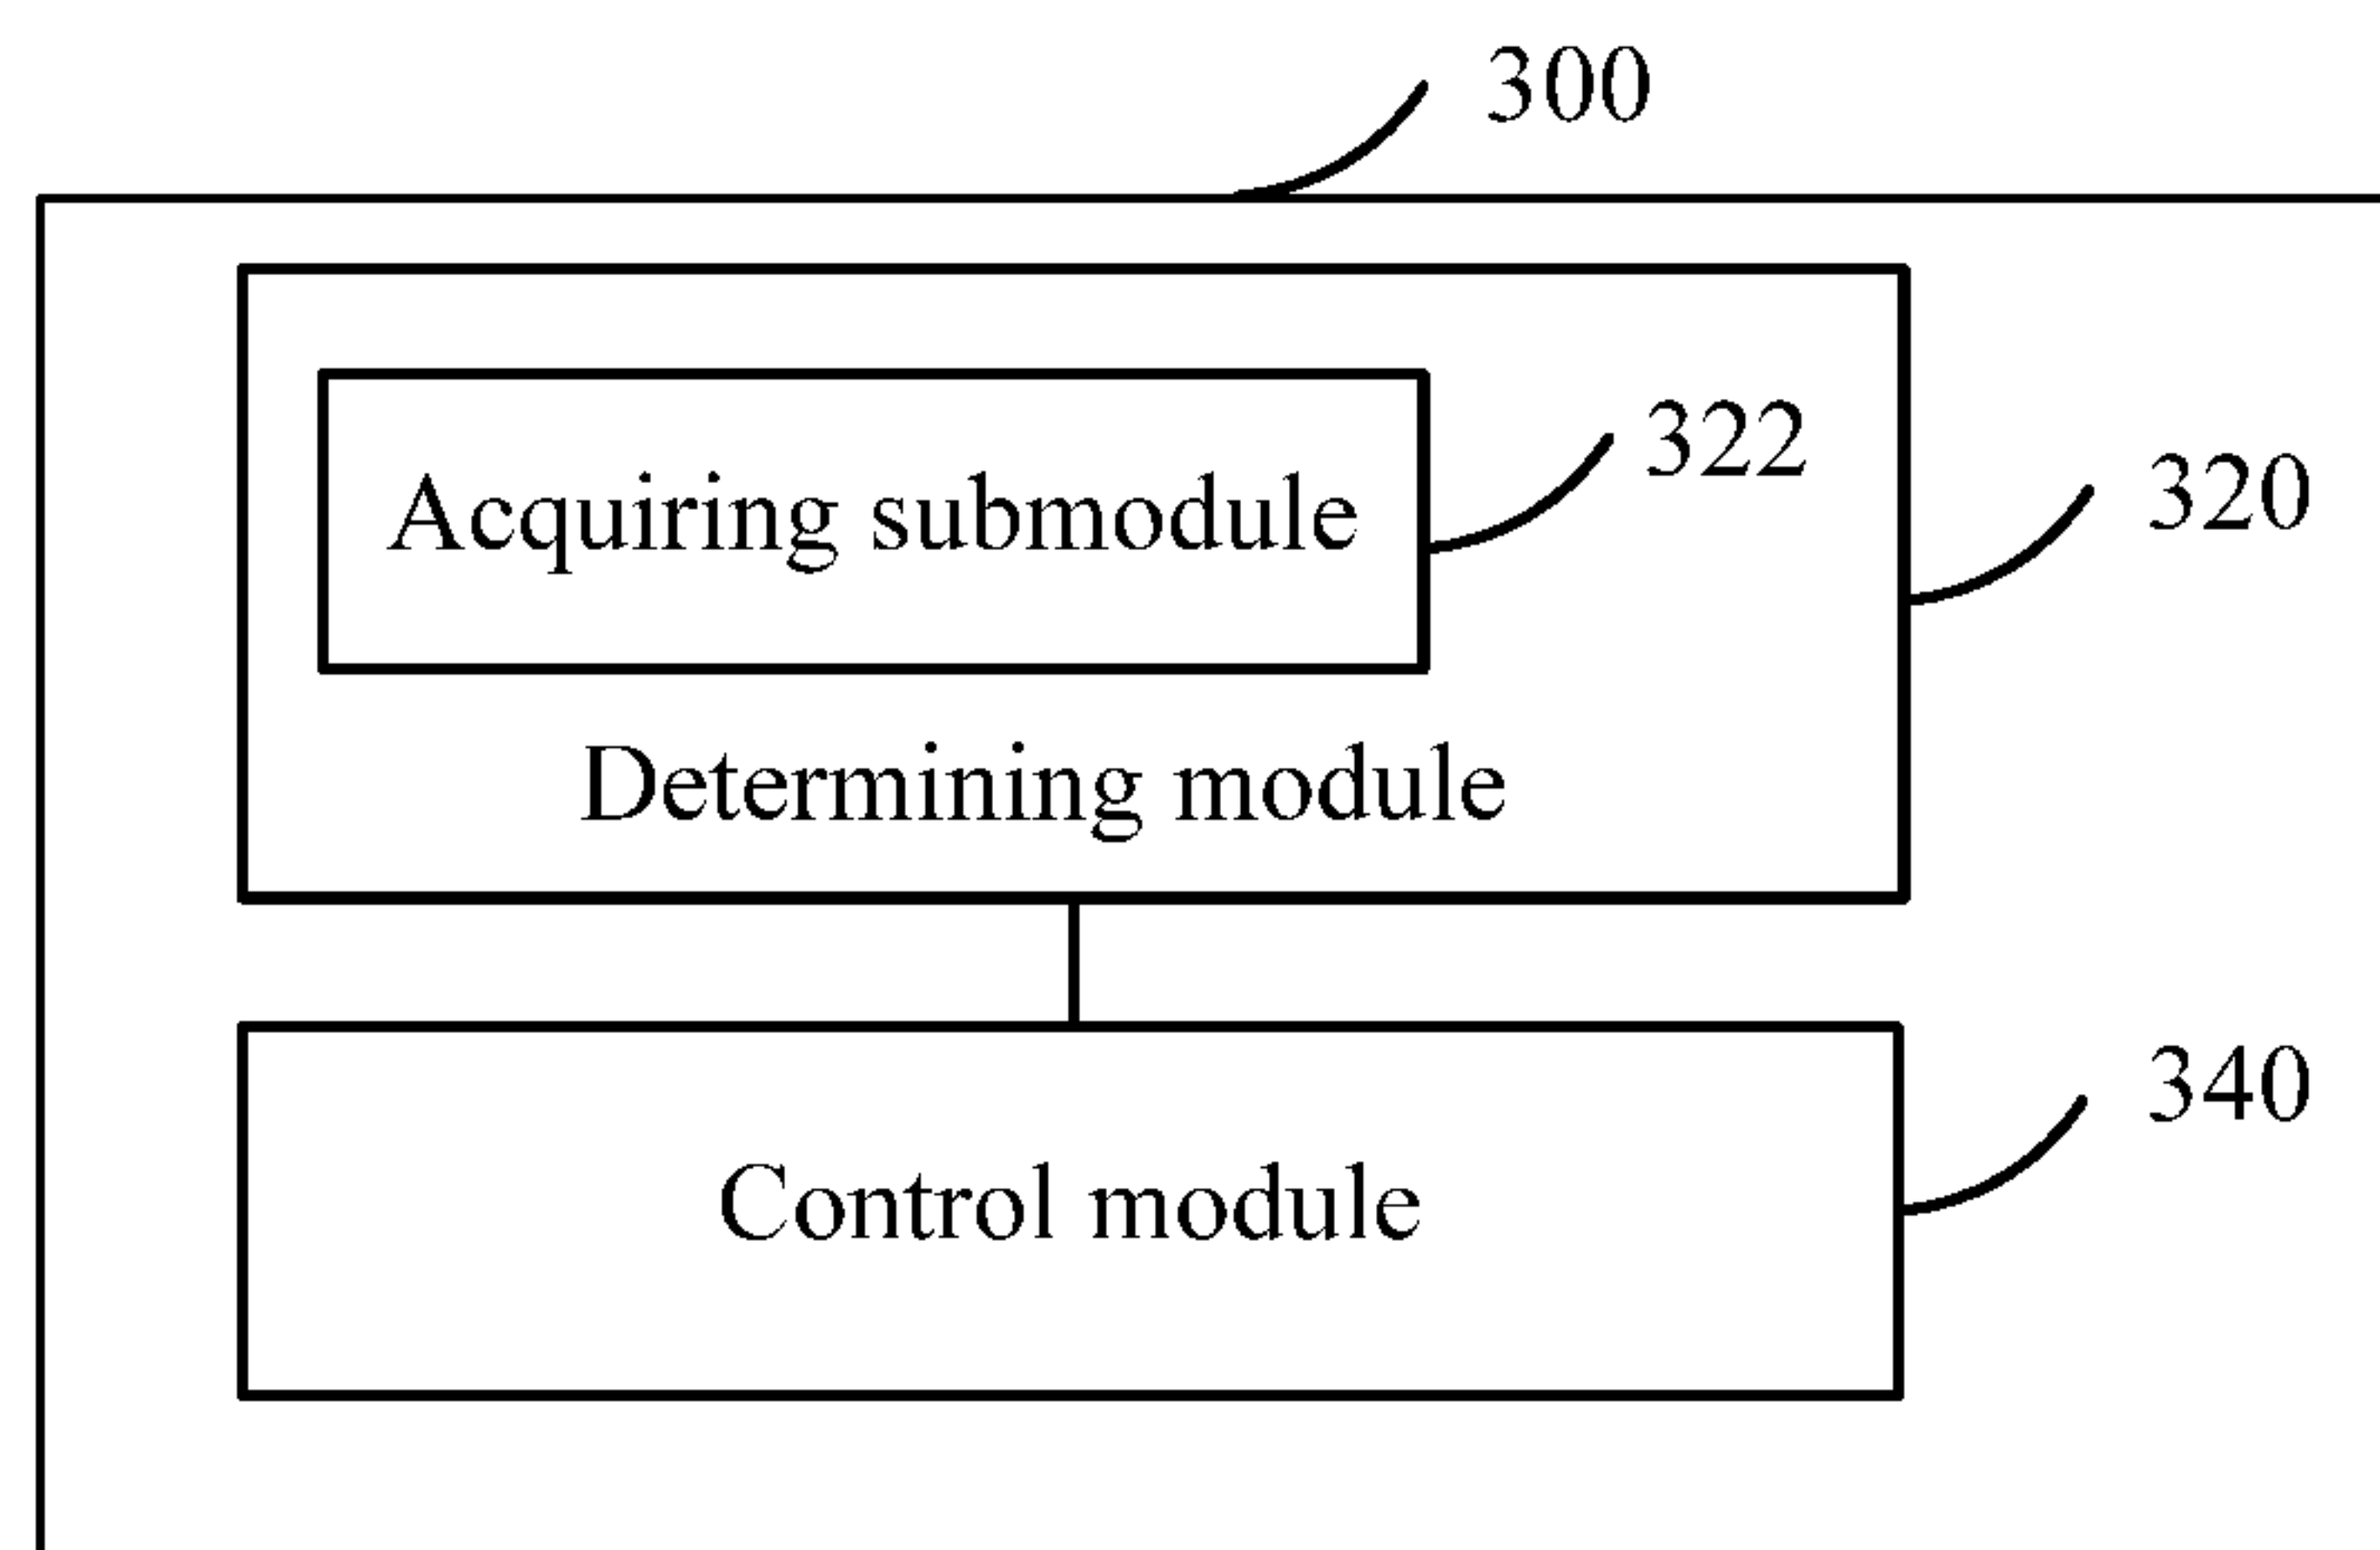 300
Acquiring submodule
322
320
Determining module
340
Control module